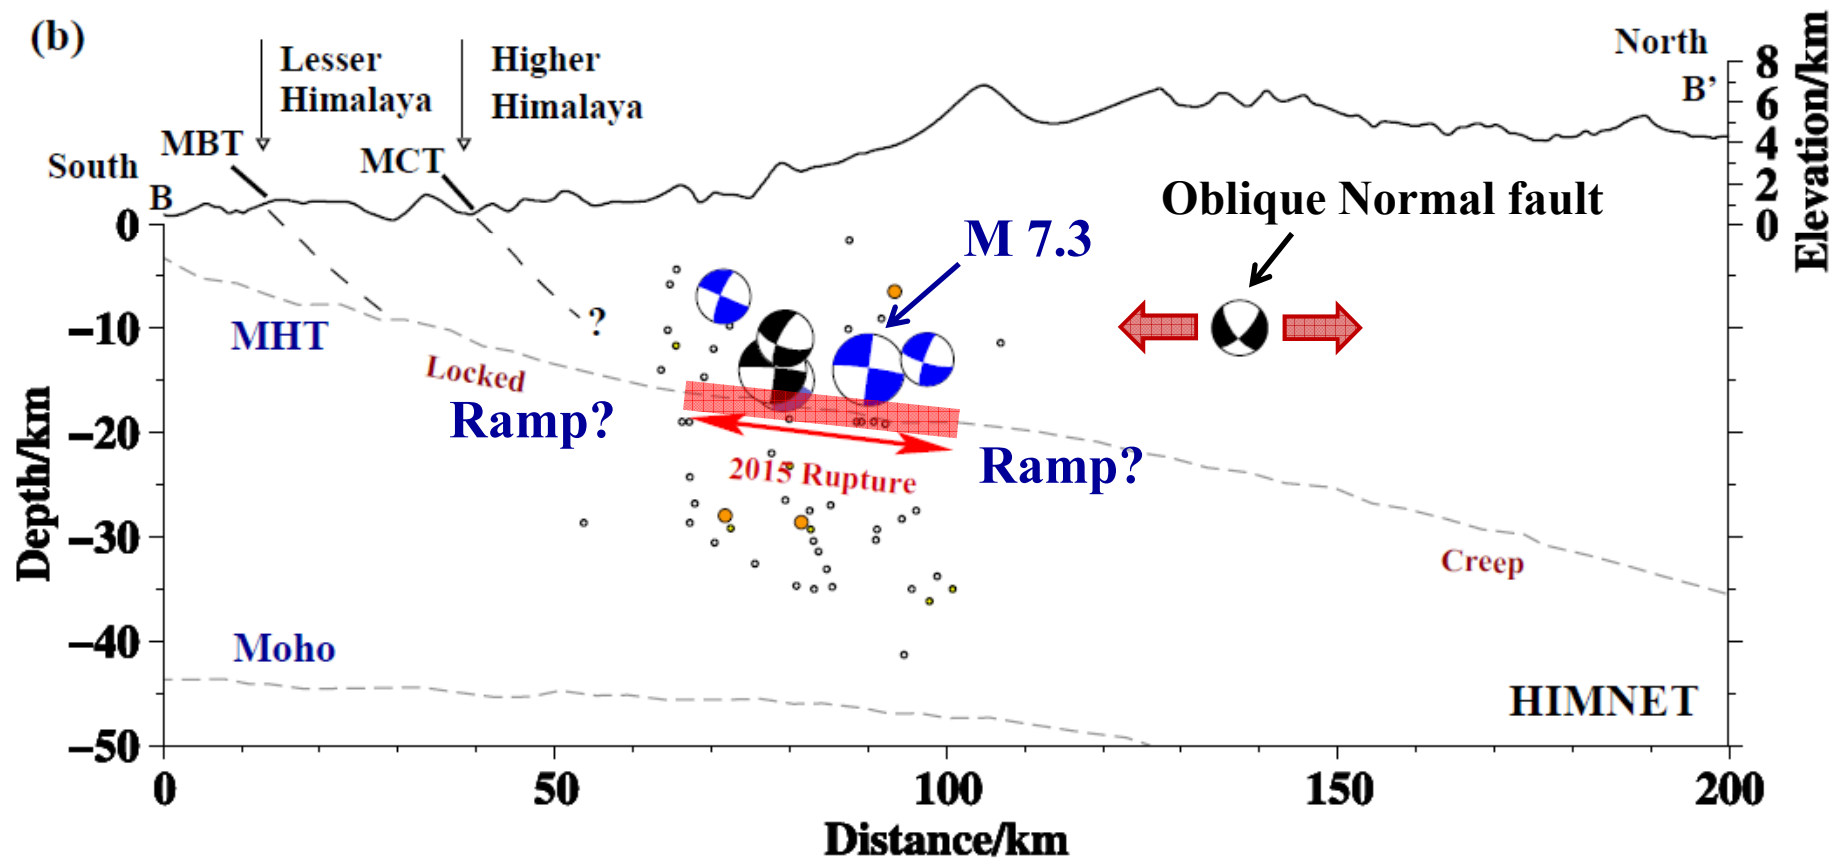 (b)
Lesser
Himalaya
Higher
Himalaya
North
B’
MBT
MCT
South
B
Oblique Normal fault
M 7.3
MHT
Locked
?
Ramp?
2015 Rupture
Ramp?
Creep
Moho
HIMNET
8
6
4
2
0
Elevation/km
0
−10
−20
−30
−40
−50
Depth/km
0
50
100
150
200
Distance/km